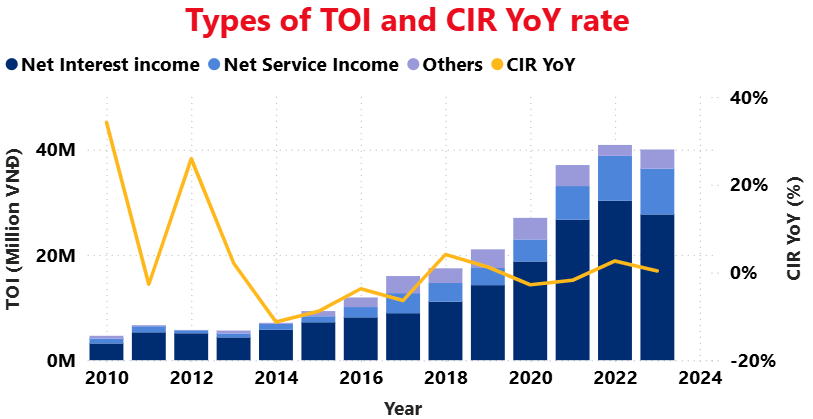 Types of TOI and CIR YoY rate
Net Interest income Net Service Income Others CIR YoY
TOI (Million VNĐ)
40M
20M
0M
40%
20%
0%
-20%
CIR YoY (%)
2010 2012 2014 2016 2018 2020 2022 2024
Year